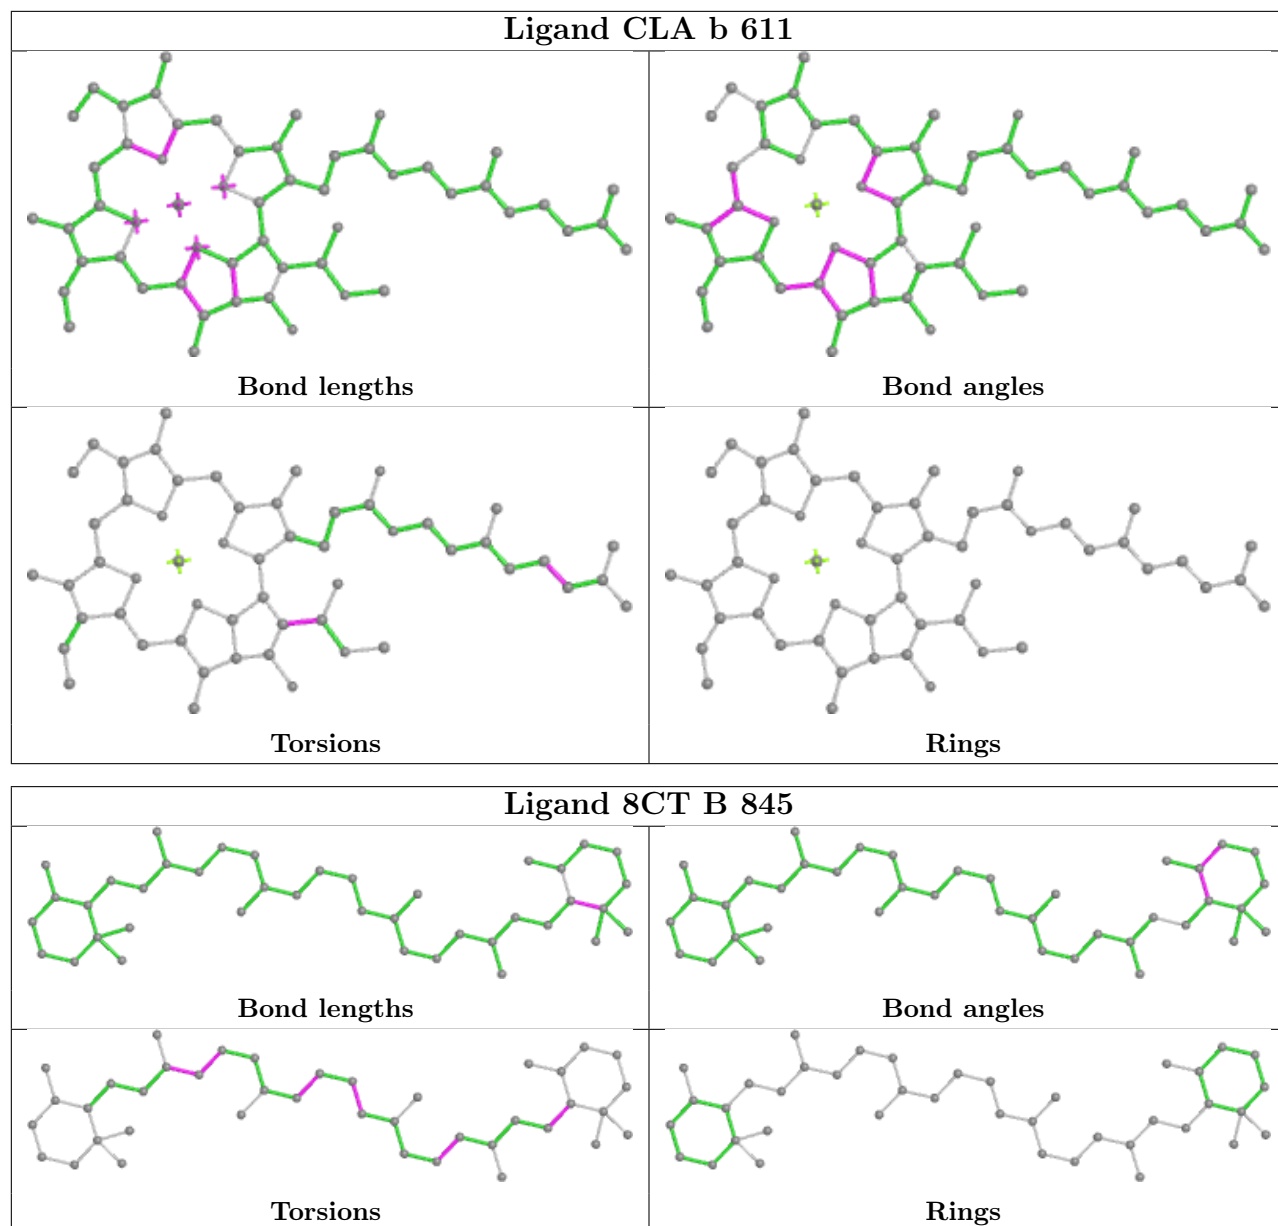 Ligand CLA b 611
Bond lengths
Bond angles
Torsions
Rings
Ligand 8CT B 845
Bond lengths
Bond angles
Torsions
Rings